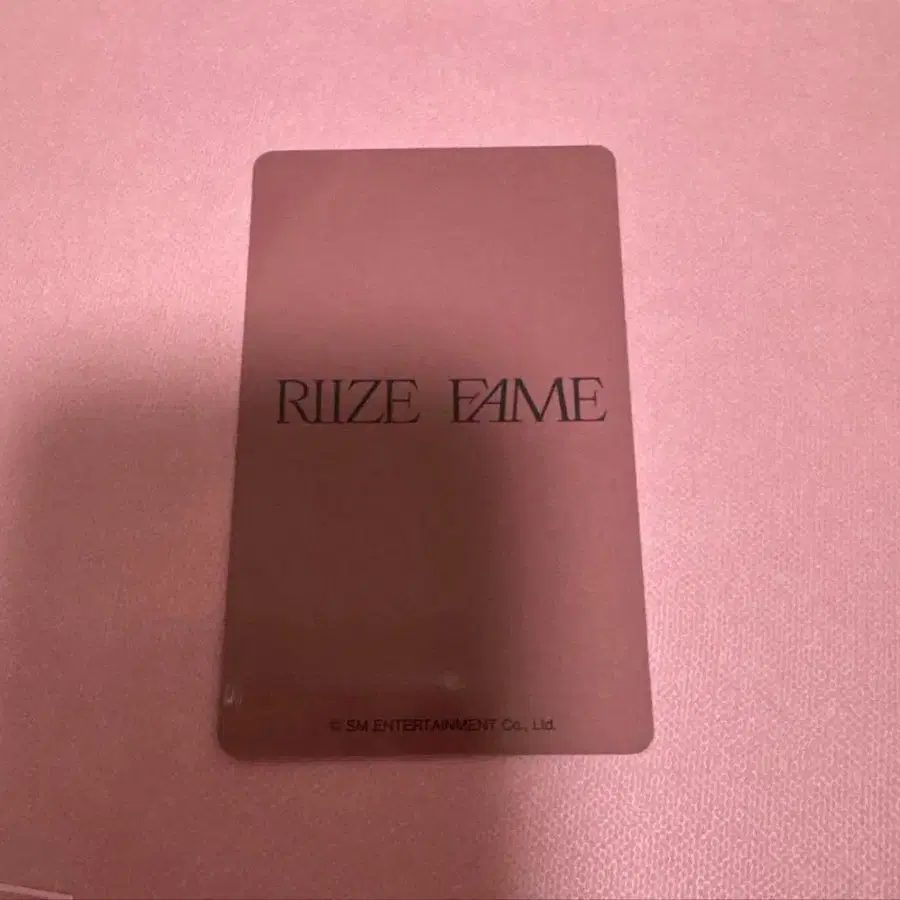 RIIZE FAME
© SM ENTERTAINMENT Co., Ltd.